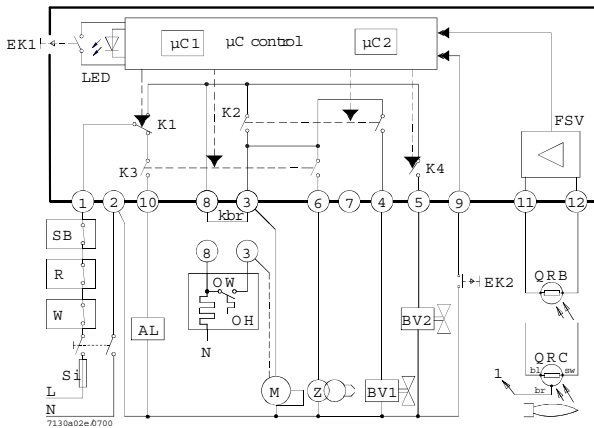 µC1 µC control µC2
EK1
LED
FSV
K1 K2
K3 K4
1 2 10 8 3 6 7 4 5 9 11 12
kbr
SB
R
W
8 3
OW
OH
N
AL
EK2
QRB
BV2
QRC
bl sw
br
1
Si
L
N
M Z BV1
7130a02e/0700